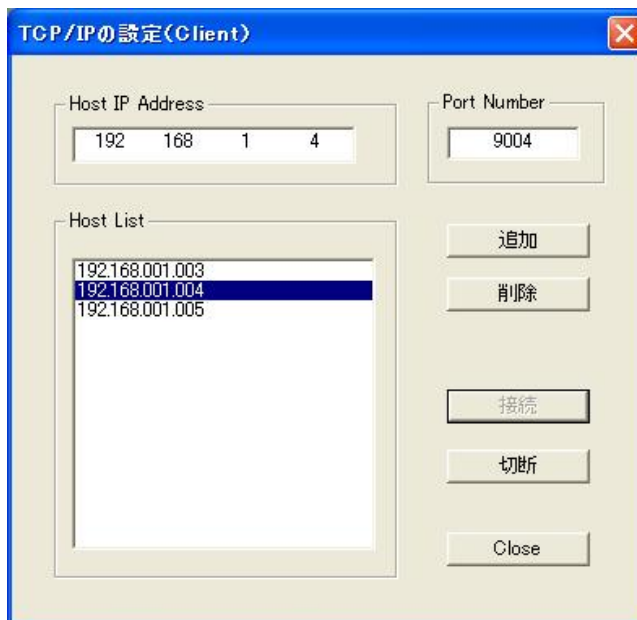 TCP/IPの設定(Client)
Host IP Address
192 168 1 4
Port Number
9004
Host List
192.168.001.003
192.168.001.004
192.168.001.005
追加
削除
接続
切断
Close